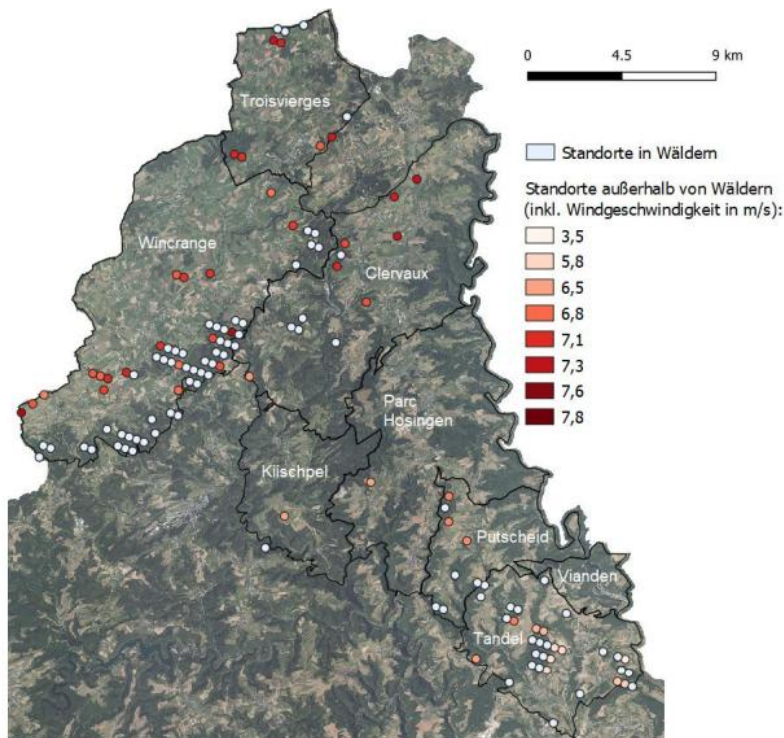 0 4.5 9 km
Standorte in Wäldern
Standorte außerhalb von Wäldern
(inkl. Windgeschwindigkeit in m/s):
3,5
5,8
6,5
6,8
7,1
7,3
7,6
7,8
Troisvierges
Wincrange
Clervaux
Parc
Hosingen
Kiischpel
Putscheid
Vianden
Tandel